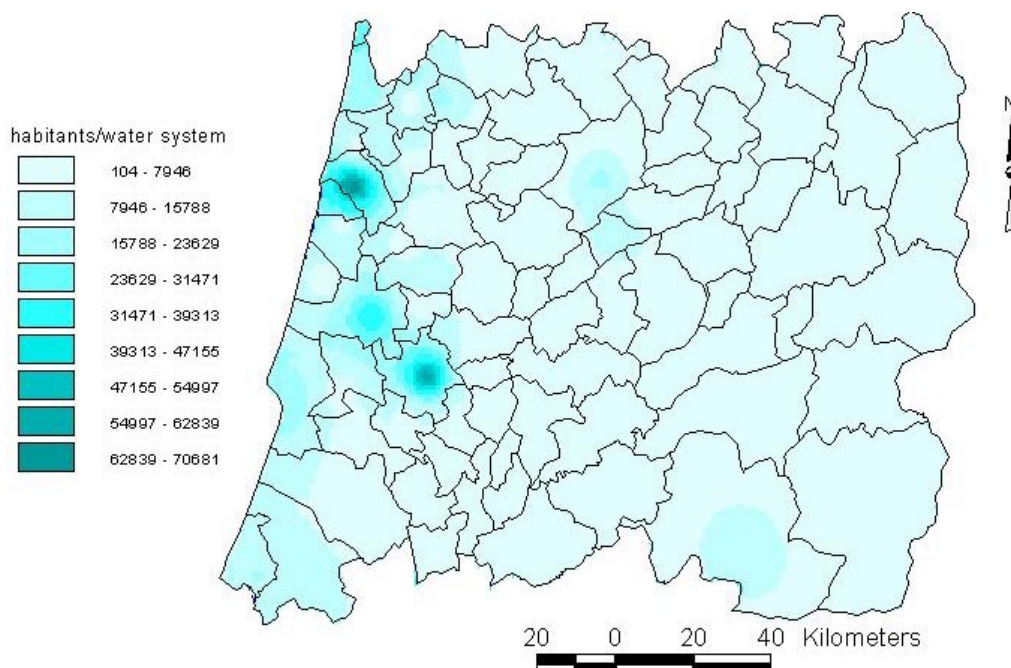 habitants/water system
104 - 7946
7946 - 15788
15788 - 23629
23629 - 31471
31471 - 39313
39313 - 47155
47155 - 54997
54997 - 62839
62839 - 70681
N
20 0 20 40 Kilometers